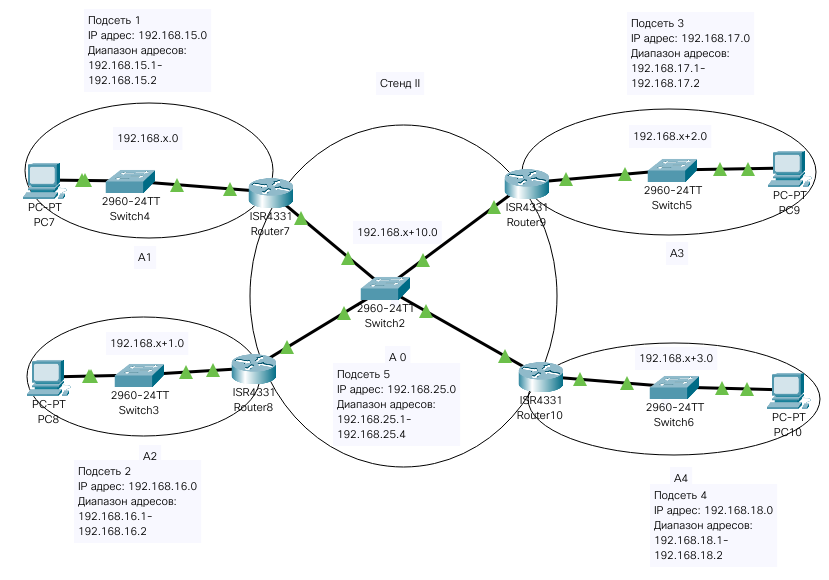 Подсеть 1
IP адрес: 192.168.15.0
Диапазон адресов:
192.168.15.1-
192.168.15.2
Подсеть 3
IP адрес: 192.168.17.0
Диапазон адресов:
192.168.17.1-
192.168.17.2
Стенд II
192.168.x.0
PC-PT
PC7
2960-24TT
Switch4
ISR4331
Router7
A1
192.168.x+2.0
ISR4331
Router9
2960-24TT
Switch5
PC-PT
PC9
A3
192.168.x+10.0
2960-24TT
Switch2
A 0
Подсеть 5
IP адрес: 192.168.25.0
Диапазон адресов:
192.168.25.1-
192.168.25.4
192.168.x+1.0
PC-PT
PC8
2960-24TT
Switch3
ISR4331
Router8
A2
Подсеть 2
IP адрес: 192.168.16.0
Диапазон адресов:
192.168.16.1-
192.168.16.2
192.168.x+3.0
ISR4331
Router10
2960-24TT
Switch6
PC-PT
PC10
A4
Подсеть 4
IP адрес: 192.168.18.0
Диапазон адресов:
192.168.18.1-
192.168.18.2